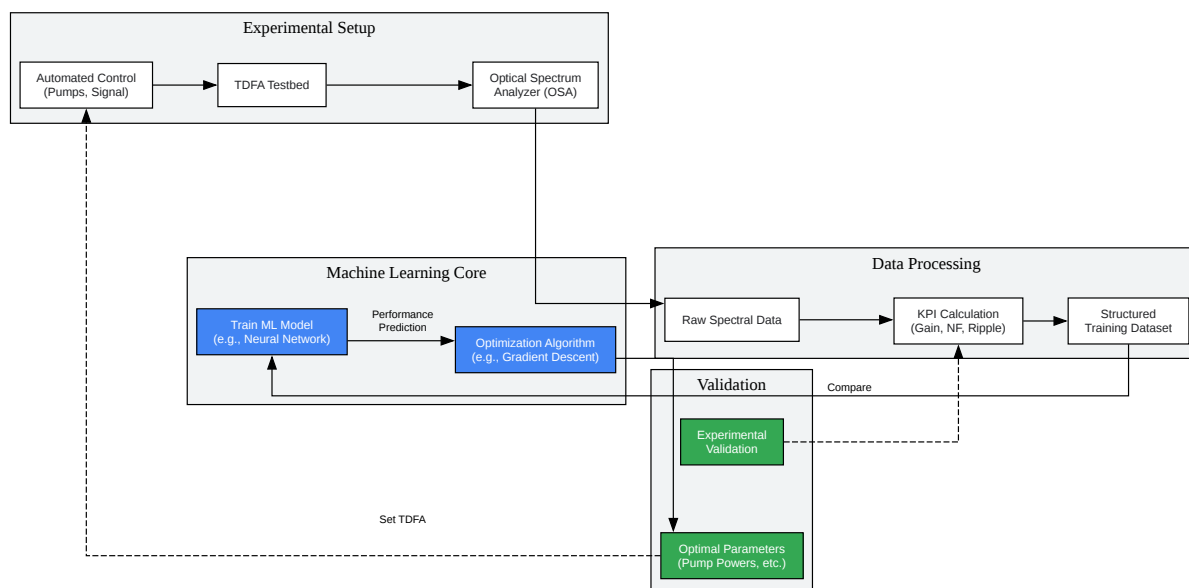 Experimental Setup
Automated Control
(Pumps, Signal)
TDFA Testbed
Optical Spectrum
Analyzer (OSA)
Machine Learning Core
Train ML Model
(e.g., Neural Network)
Performance
Prediction
Optimization Algorithm
(e.g., Gradient Descent)
Data Processing
Raw Spectral Data
KPI Calculation
(Gain, NF, Ripple)
Structured
Training Dataset
Validation
Compare
Experimental
Validation
Set TDFA
Optimal Parameters
(Pump Powers, etc.)